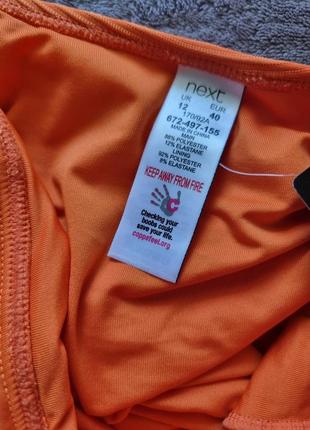 next
UK EUR
12 40
170/92A
672-497-155
MADE IN CHINA
MAIN
88% POLYESTER
12% ELASTANE
LINING
92% POLYESTER
8% ELASTANE
KEEP AWAY FROM FIRE
Checking your
boobs could
save your life.
coppafeel.org